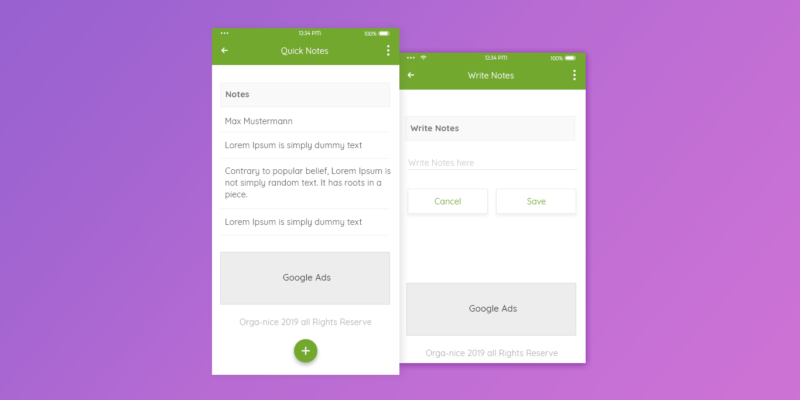 12:34 PM
100%
Quick Notes
Notes
Max Mustermann
Lorem Ipsum is simply dummy text
Contrary to popular belief, Lorem Ipsum is
not simply random text. It has roots in a
piece.
Lorem Ipsum is simply dummy text
Google Ads
Orga-nice 2019 all Rights Reserve
12:34 PM
100%
Write Notes
Write Notes
Write Notes here
Cancel
Save
Google Ads
Orga-nice 2019 all Rights Reserve